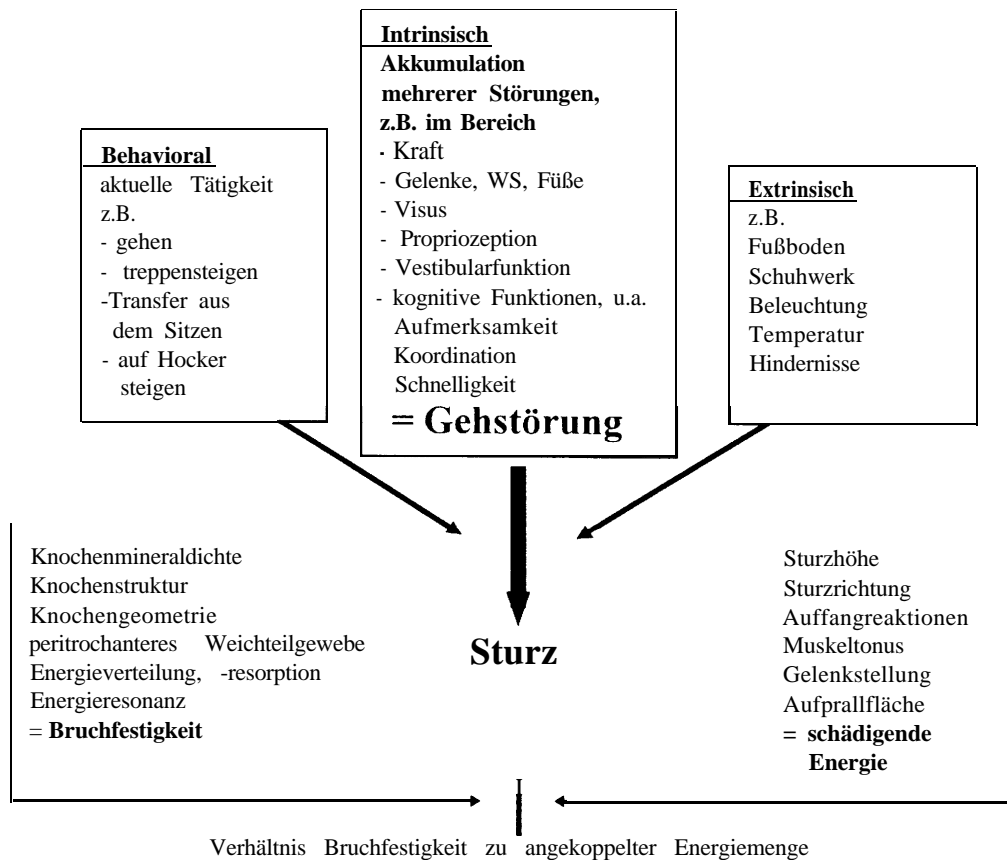 Intrinsisch
Akkumulation
mehrerer Störungen,
z.B. im Bereich
- Kraft
- Gelenke, WS, Füße
- Visus
- Propriozeption
- Vestibularfunktion
- kognitive Funktionen, u.a.
Aufmerksamkeit
Koordination
Schnelligkeit
= Gehstörung
Behavioral
aktuelle Tätigkeit
z.B.
- gehen
- treppensteigen
-Transfer aus
dem Sitzen
- auf Hocker
steigen
Extrinsisch
z.B.
Fußboden
Schuhwerk
Beleuchtung
Temperatur
Hindernisse
Knochenmineraldichte
Knochenstruktur
Knochengeometrie
peritrochanteres Weichteilgewebe
Energieverteilung, -resorption
Energieresonanz
= Bruchfestigkeit
Sturz
Sturzhöhe
Sturzrichtung
Auffangreaktionen
Muskeltonus
Gelenkstellung
Aufprallfläche
= schädigende
Energie
Verhältnis Bruchfestigkeit zu angekoppelter Energiemenge